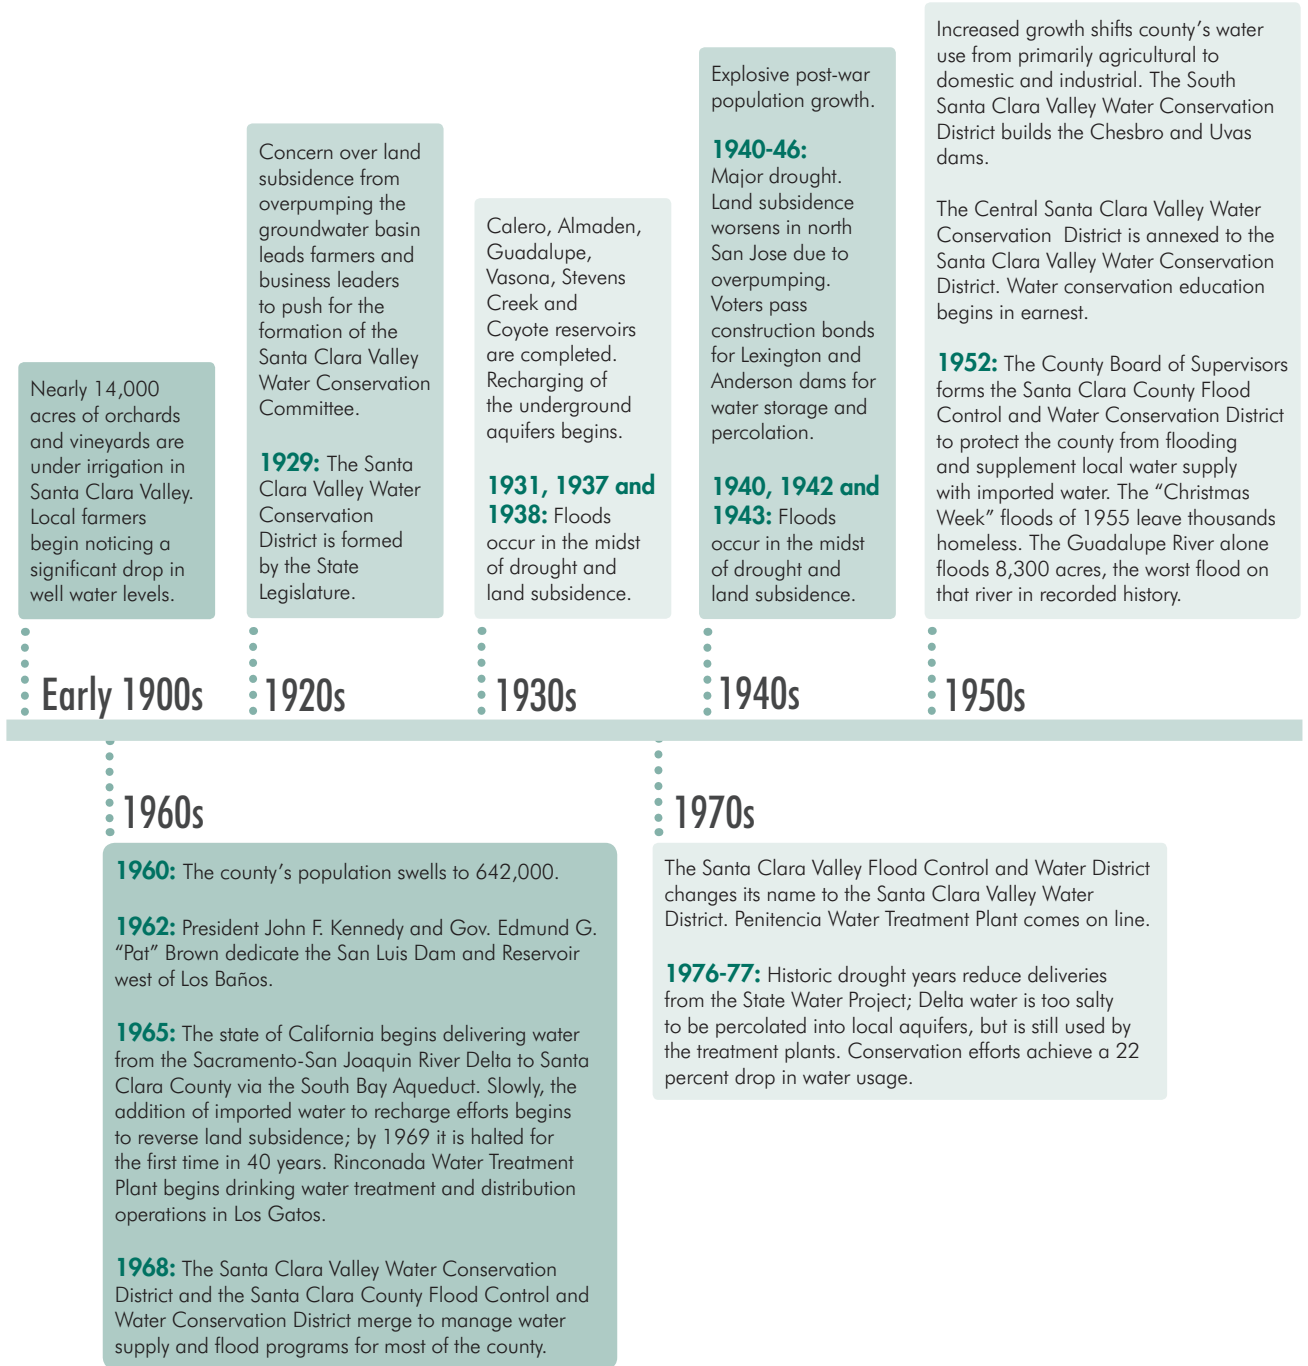 Nearly 14,000
acres of orchards
and vineyards are
under irrigation in
Santa Clara Valley.
Local farmers
begin noticing a
significant drop in
well water levels.
Early 1900s
Concern over land
subsidence from
overpumping the
groundwater basin
leads farmers and
business leaders
to push for the
formation of the
Santa Clara Valley
Water Conservation
Committee.
1929: The Santa
Clara Valley Water
Conservation
District is formed
by the State
Legislature.
1920s
Calero, Almaden,
Guadalupe,
Vasona, Stevens
Creek and
Coyote reservoirs
are completed.
Recharging of
the underground
aquifers begins.
1931, 1937 and
1938: Floods
occur in the midst
of drought and
land subsidence.
1930s
Explosive post-war
population growth.
1940-46:
Major drought.
Land subsidence
worsens in north
San Jose due to
overpumping.
Voters pass
construction bonds
for Lexington and
Anderson dams for
water storage and
percolation.
1940, 1942 and
1943: Floods
occur in the midst
of drought and
land subsidence.
1940s
Increased growth shifts county's water
use from primarily agricultural to
domestic and industrial. The South
Santa Clara Valley Water Conservation
District builds the Chesbro and Uvas
dams.
The Central Santa Clara Valley Water
Conservation District is annexed to the
Santa Clara Valley Water Conservation
District. Water conservation education
begins in earnest.
1952: The County Board of Supervisors
forms the Santa Clara County Flood
Control and Water Conservation District
to protect the county from flooding
and supplement local water supply
with imported water. The "Christmas
Week" floods of 1955 leave thousands
homeless. The Guadalupe River alone
floods 8,300 acres, the worst flood on
that river in recorded history.
1950s
1960s
1960: The county's population swells to 642,000.
1962: President John F. Kennedy and Gov. Edmund G.
"Pat" Brown dedicate the San Luis Dam and Reservoir
west of Los Baños.
1965: The state of California begins delivering water
from the Sacramento-San Joaquin River Delta to Santa
Clara County via the South Bay Aqueduct. Slowly, the
addition of imported water to recharge efforts begins
to reverse land subsidence; by 1969 it is halted for
the first time in 40 years. Rinconada Water Treatment
Plant begins drinking water treatment and distribution
operations in Los Gatos.
1968: The Santa Clara Valley Water Conservation
District and the Santa Clara County Flood Control and
Water Conservation District merge to manage water
supply and flood programs for most of the county.
1970s
The Santa Clara Valley Flood Control and Water District
changes its name to the Santa Clara Valley Water
District. Penitencia Water Treatment Plant comes on line.
1976-77: Historic drought years reduce deliveries
from the State Water Project; Delta water is too salty
to be percolated into local aquifers, but is still used by
the treatment plants. Conservation efforts achieve a 22
percent drop in water usage.